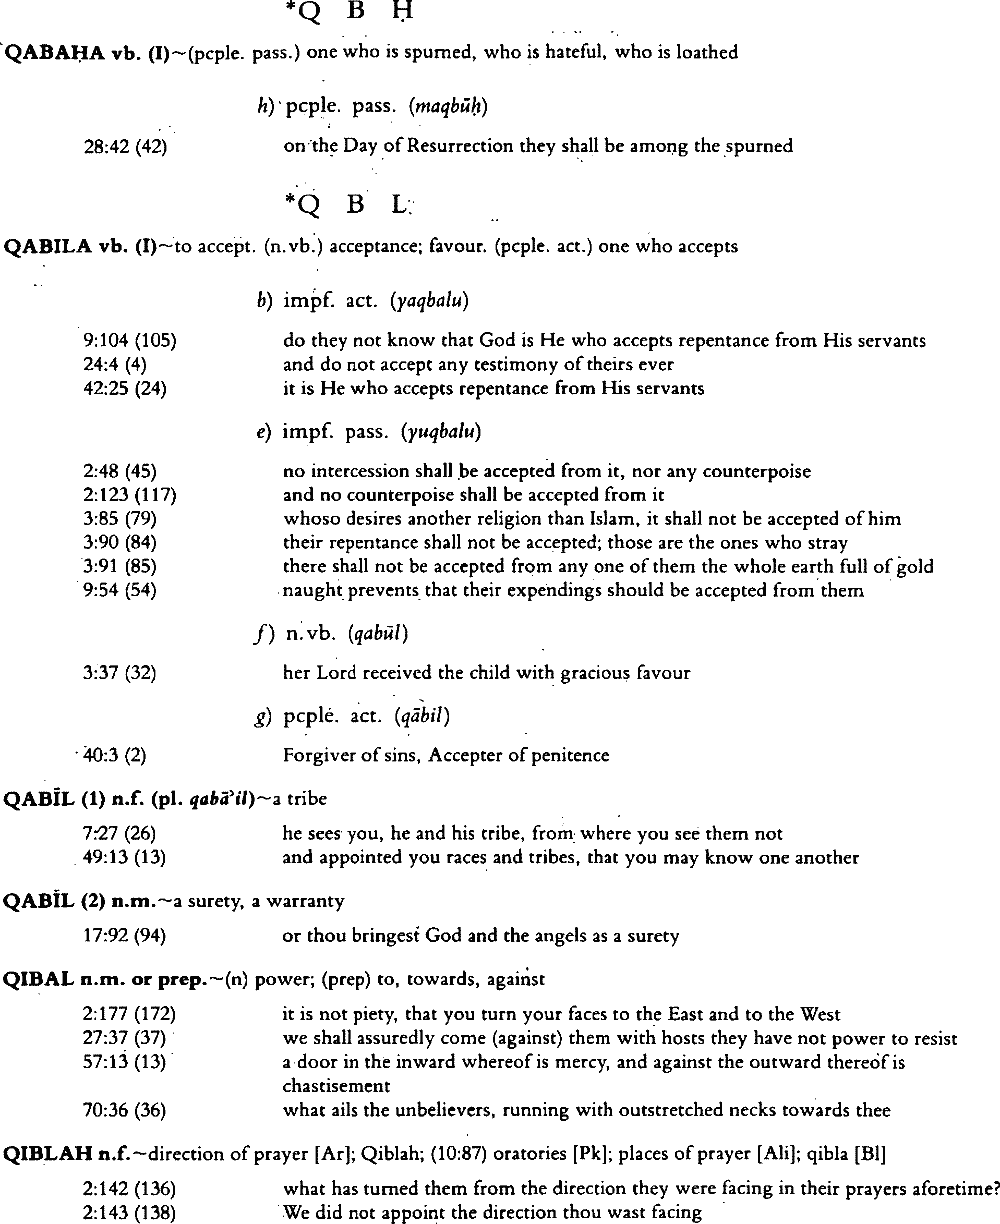 *Q B Ḥ
QABAḤA vb. (I)~(pcple. pass.) one who is spurned, who is hateful, who is loathed
h) pcple. pass. (maqbūḥ)
28:42 (42) on the Day of Resurrection they shall be among the spurned
*Q B L
QABILA vb. (I)~to accept. (n.vb.) acceptance; favour. (pcple. act.) one who accepts
b) impf. act. (yaqbalu)
9:104 (105) do they not know that God is He who accepts repentance from His servants
24:4 (4) and do not accept any testimony of theirs ever
42:25 (24) it is He who accepts repentance from His servants
e) impf. pass. (yuqbalu)
2:48 (45) no intercession shall be accepted from it, nor any counterpoise
2:123 (117) and no counterpoise shall be accepted from it
3:85 (79) whoso desires another religion than Islam, it shall not be accepted of him
3:90 (84) their repentance shall not be accepted; those are the ones who stray
3:91 (85) there shall not be accepted from any one of them the whole earth full of gold
9:54 (54) naught prevents that their expendings should be accepted from them
f) n.vb. (qabūl)
3:37 (32) her Lord received the child with gracious favour
g) pcple. act. (qābil)
40:3 (2) Forgiver of sins, Accepter of penitence
QABĪL (1) n.f. (pl. qabāʾil)~a tribe
7:27 (26) he sees you, he and his tribe, from where you see them not
49:13 (13) and appointed you races and tribes, that you may know one another
QABĪL (2) n.m.~a surety, a warranty
17:92 (94) or thou bringest God and the angels as a surety
QIBAL n.m. or prep.~(n) power; (prep) to, towards, against
2:177 (172) it is not piety, that you turn your faces to the East and to the West
27:37 (37) we shall assuredly come (against) them with hosts they have not power to resist
57:13 (13) a door in the inward whereof is mercy, and against the outward thereof is
chastisement
70:36 (36) what ails the unbelievers, running with outstretched necks towards thee
QIBLAH n.f.~direction of prayer [Ar]; Qiblah; (10:87) oratories [Pk]; places of prayer [Ali]; qibla [Bl]
2:142 (136) what has turned them from the direction they were facing in their prayers aforetime?
2:143 (138) We did not appoint the direction thou wast facing